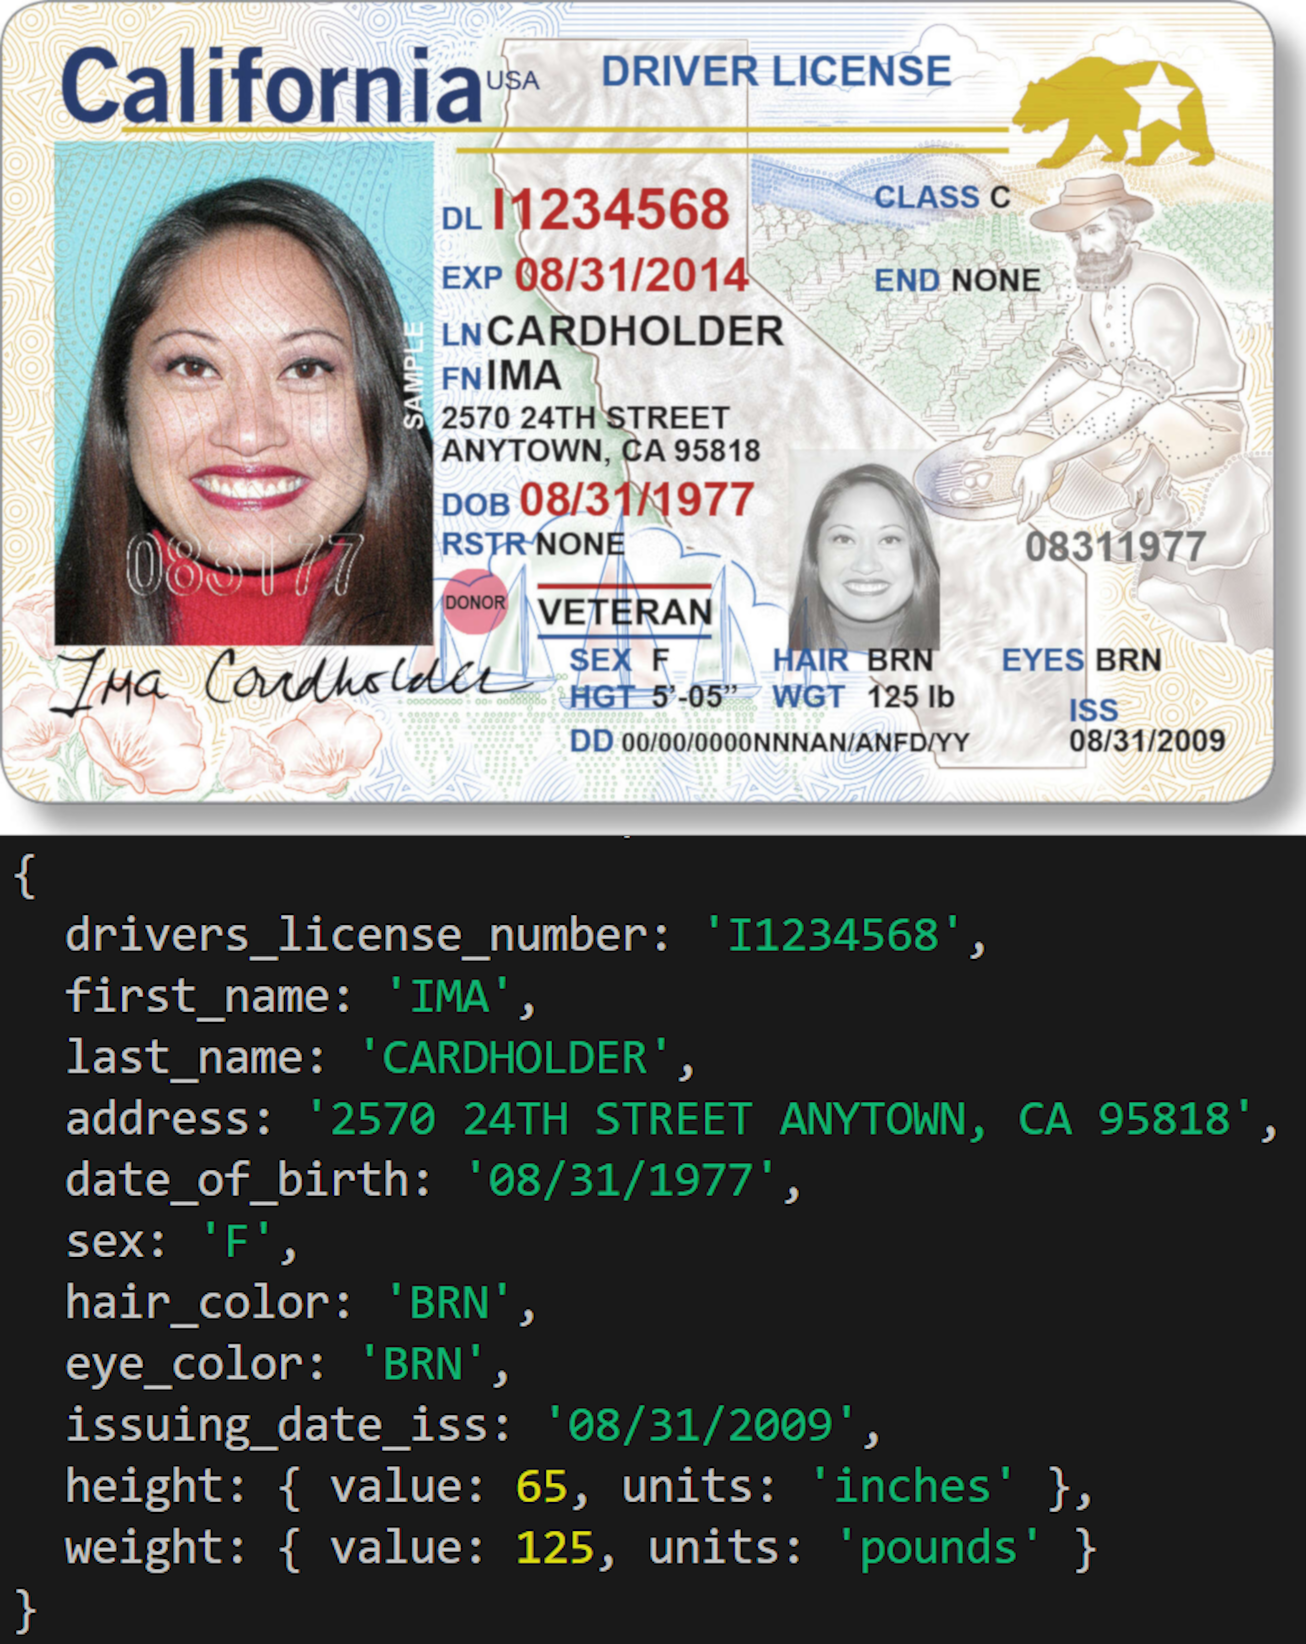 California USA DRIVER LICENSE
DL I1234568
CLASS C
EXP 08/31/2014
END NONE
LN CARDHOLDER
FN IMA
2570 24TH STREET
ANYTOWN, CA 95818
DOB 08/31/1977
RSTR NONE
08311977
SAMPLE
083177
DONOR
VETERAN
Ima Cardholder
SEX F HAIR BRN EYES BRN
HGT 5'-05" WGT 125 lb
ISS
DD 00/00/0000NNNAN/ANFD/YY 08/31/2009
{
drivers_license_number: 'I1234568',
first_name: 'IMA',
last_name: 'CARDHOLDER',
address: '2570 24TH STREET ANYTOWN, CA 95818',
date_of_birth: '08/31/1977',
sex: 'F',
hair_color: 'BRN',
eye_color: 'BRN',
issuing_date_iss: '08/31/2009',
height: { value: 65, units: 'inches' },
weight: { value: 125, units: 'pounds' }
}